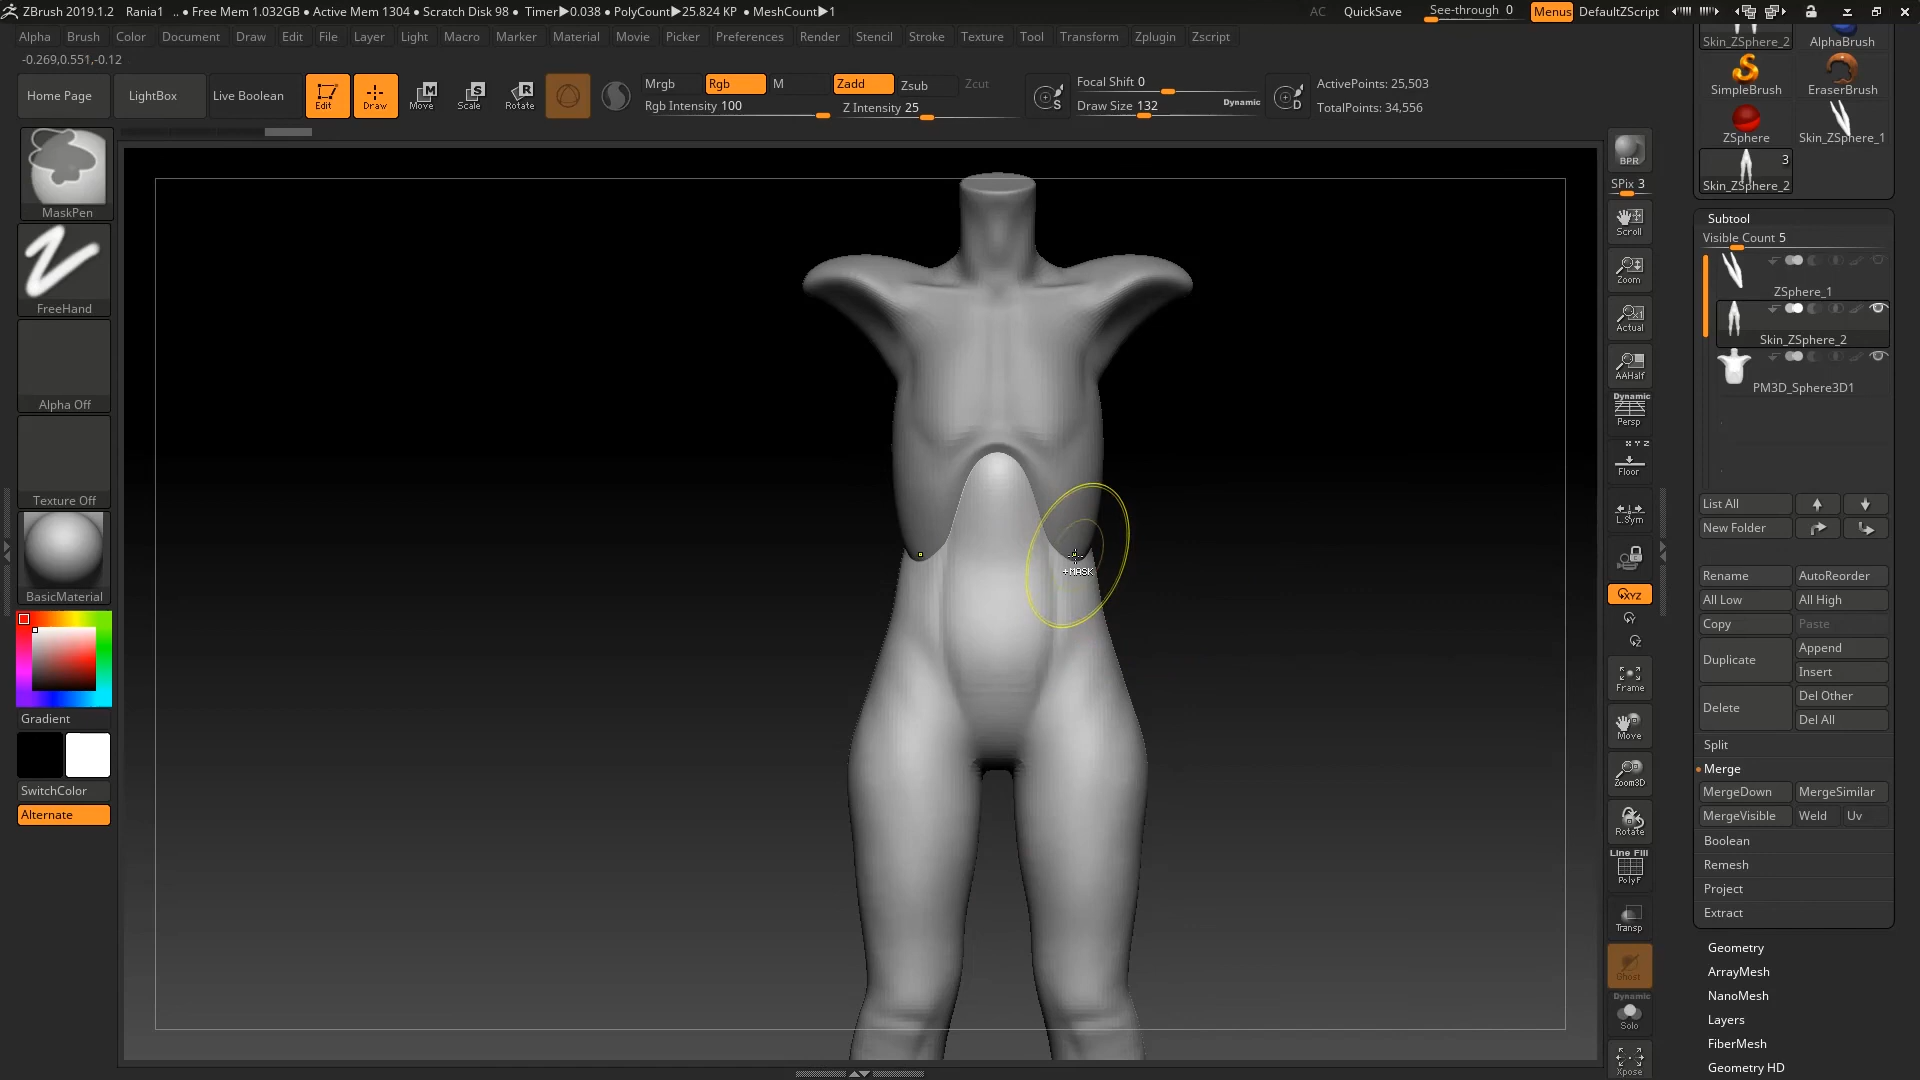 ZBrush 2019.1.2 Rania1 .. ● Free Mem 1.032GB ● Active Mem 1304 ● Scratch Disk 98 ● Timer▶0.038 ● PolyCount▶25.824 KP ● MeshCount▶1 AC QuickSave See-through 0 Menus DefaultZScript
Alpha Brush Color Document Draw Edit File Layer Light Macro Marker Material Movie Picker Preferences Render Stencil Stroke Texture Tool Transform Zplugin Zscript
-0.269,0.551,-0.12
Home Page LightBox Live Boolean Edit Draw Move Scale Rotate
M S R
Mrgb Rgb M Zadd Zsub Zcut
Rgb Intensity 100 Z Intensity 25
S Focal Shift 0
Draw Size 132 Dynamic
D ActivePoints: 25,503
TotalPoints: 34,556
MaskPen
FreeHand
Alpha Off
Texture Off
BasicMaterial
Gradient
SwitchColor
Alternate
+MASK
BPR
SPix 3
Scroll
Zoom
Actual
AAHalf
Dynamic
Persp
X Y Z
Floor
L.Sym
XYZ
Y
Z
Frame
Move
Zoom3D
Rotate
Line Fill
PolyF
Transp
Ghost
Dynamic
Solo
Xpose
Skin_ZSphere_2 AlphaBrush
SimpleBrush EraserBrush
ZSphere Skin_ZSphere_1
3
Skin_ZSphere_2
Subtool
Visible Count 5
ZSphere_1
Skin_ZSphere_2
PM3D_Sphere3D1
List All
New Folder
Rename AutoReorder
All Low All High
Copy Paste
Duplicate Append
Insert
Delete Del Other
Del All
Split
Merge
MergeDown MergeSimilar
MergeVisible Weld Uv
Boolean
Remesh
Project
Extract
Geometry
ArrayMesh
NanoMesh
Layers
FiberMesh
Geometry HD